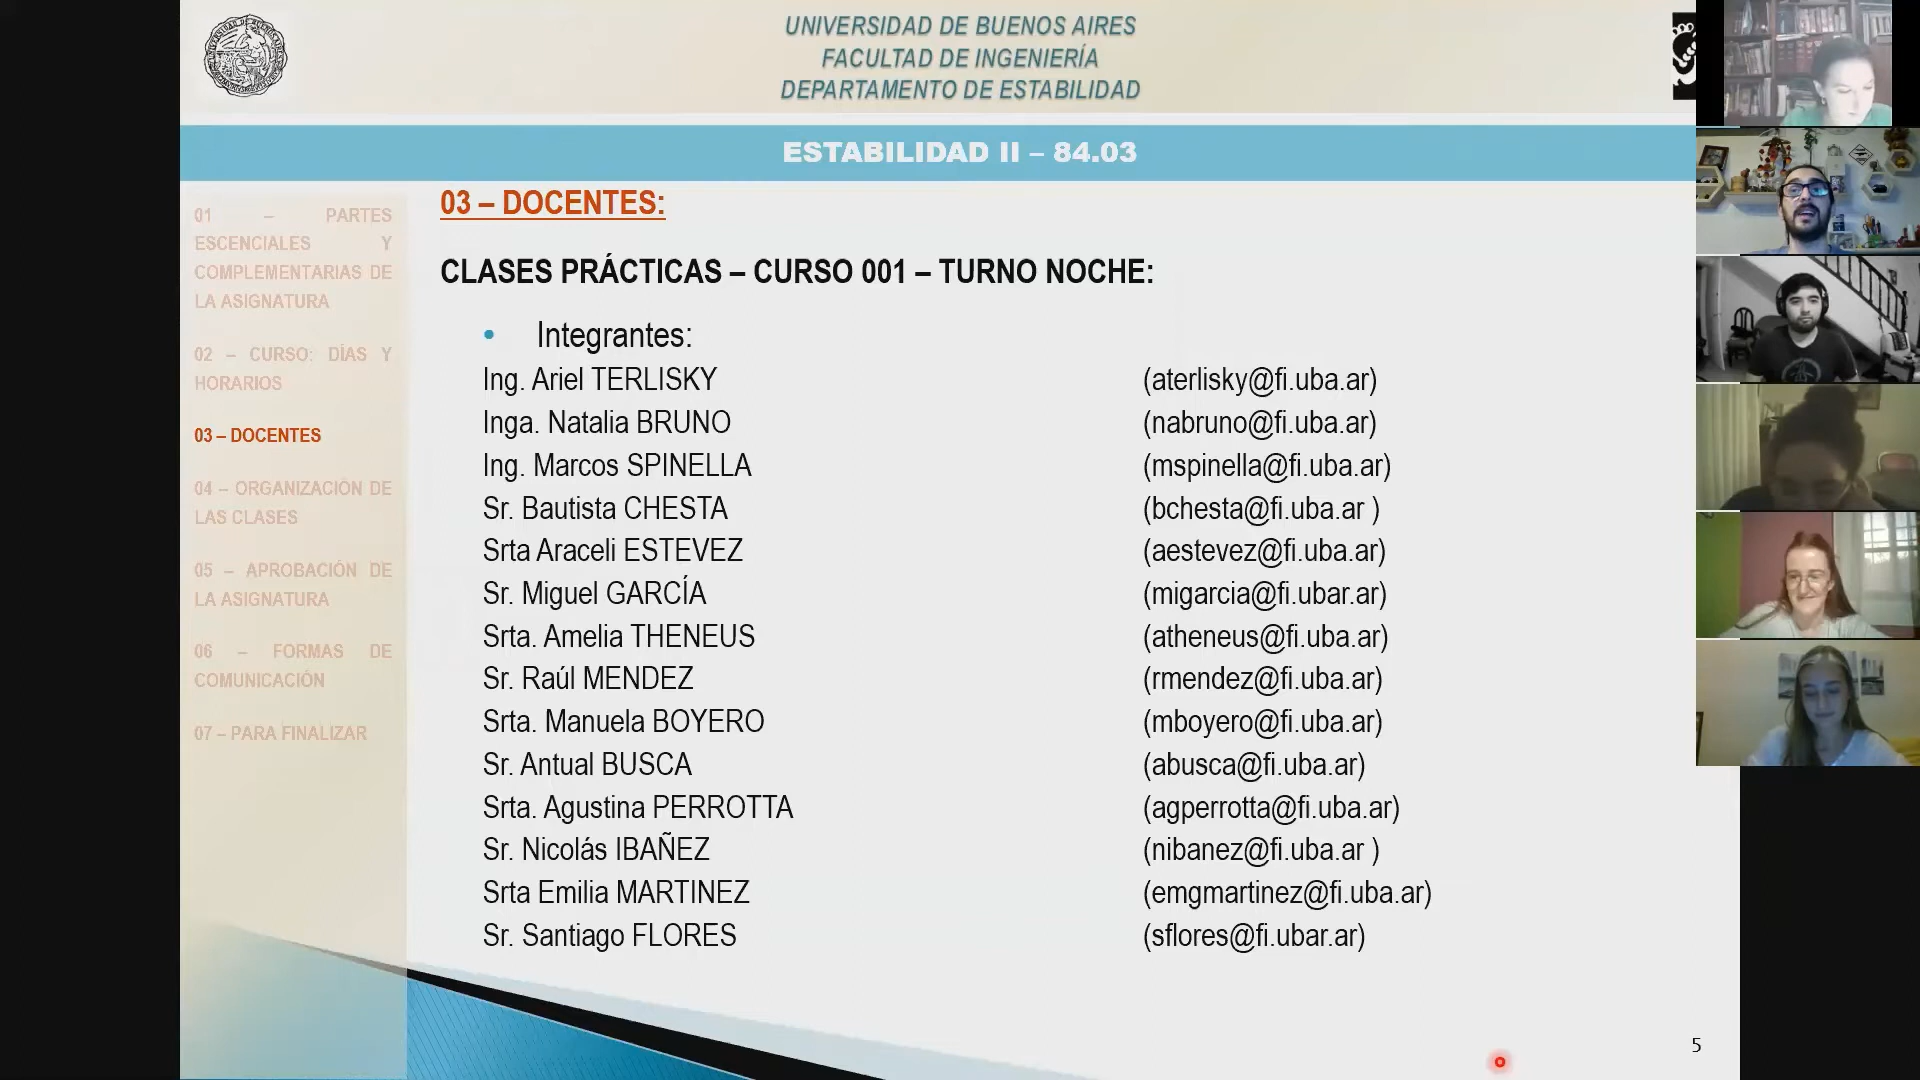 UNIVERSIDAD DE BUENOS AIRES
FACULTAD DE INGENIERÍA
DEPARTAMENTO DE ESTABILIDAD
ESTABILIDAD II – 84.03
01 – PARTES
ESCENCIALES Y
COMPLEMENTARIAS DE
LA ASIGNATURA
02 – CURSO: DÍAS Y
HORARIOS
03 – DOCENTES
04 – ORGANIZACIÓN DE
LAS CLASES
05 – APROBACIÓN DE
LA ASIGNATURA
06 – FORMAS DE
COMUNICACIÓN
07 – PARA FINALIZAR
03 – DOCENTES:
CLASES PRÁCTICAS – CURSO 001 – TURNO NOCHE:
• Integrantes:
Ing. Ariel TERLISKY (aterlisky@fi.uba.ar)
Inga. Natalia BRUNO (nabruno@fi.uba.ar)
Ing. Marcos SPINELLA (mspinella@fi.uba.ar)
Sr. Bautista CHESTA (bchesta@fi.uba.ar )
Srta Araceli ESTEVEZ (aestevez@fi.uba.ar)
Sr. Miguel GARCÍA (migarcia@fi.ubar.ar)
Srta. Amelia THENEUS (atheneus@fi.uba.ar)
Sr. Raúl MENDEZ (rmendez@fi.uba.ar)
Srta. Manuela BOYERO (mboyero@fi.uba.ar)
Sr. Antual BUSCA (abusca@fi.uba.ar)
Srta. Agustina PERROTTA (agperrotta@fi.uba.ar)
Sr. Nicolás IBAÑEZ (nibanez@fi.uba.ar )
Srta Emilia MARTINEZ (emgmartinez@fi.uba.ar)
Sr. Santiago FLORES (sflores@fi.ubar.ar)
5